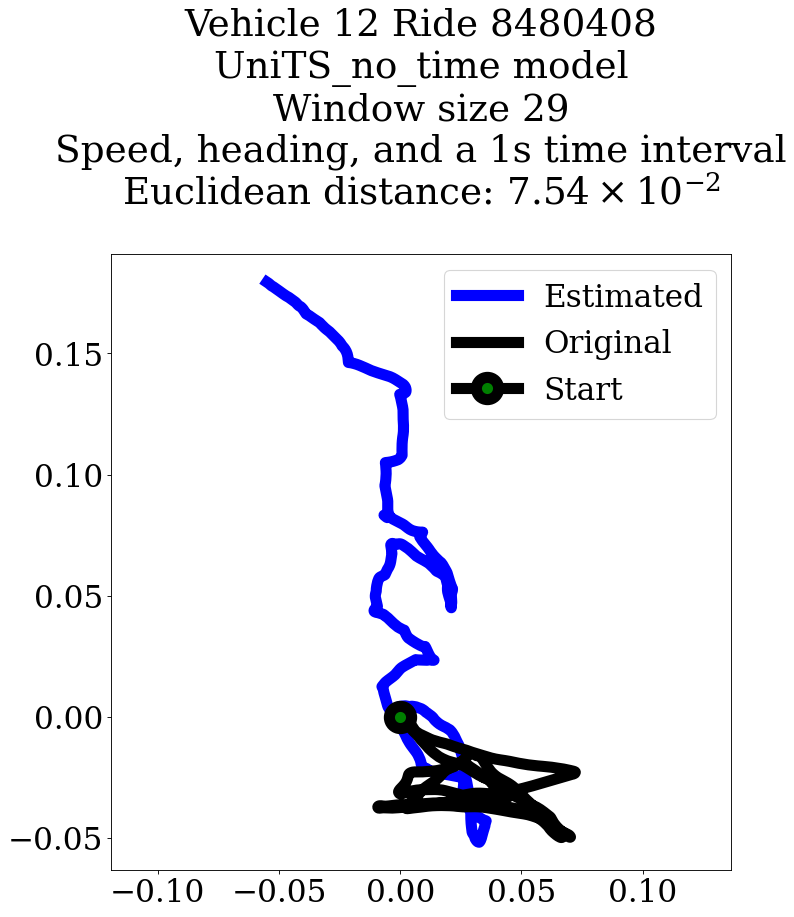 Vehicle 12 Ride 8480408
UniTS_no_time model
Window size 29
Speed, heading, and a 1s time interval
Euclidean distance: 7.54 × 10⁻²
Estimated
Original
Start
0.15
0.10
0.05
0.00
−0.05
−0.10
−0.05
0.00
0.05
0.10